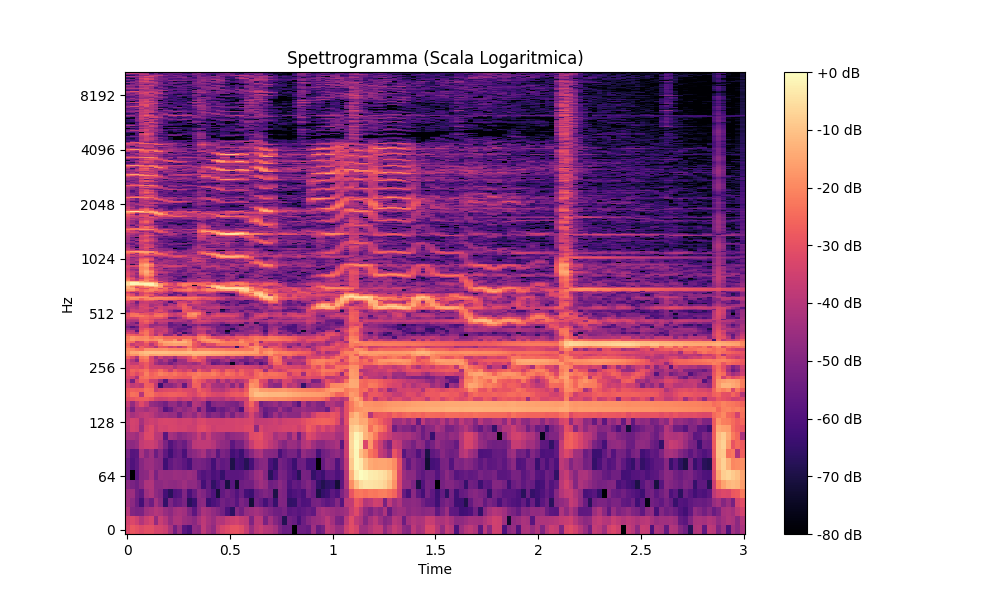 Spettrogramma (Scala Logaritmica)
Hz
8192
4096
2048
1024
512
256
128
64
0
0 0.5 1 1.5 2 2.5 3
Time
+0 dB
-10 dB
-20 dB
-30 dB
-40 dB
-50 dB
-60 dB
-70 dB
-80 dB